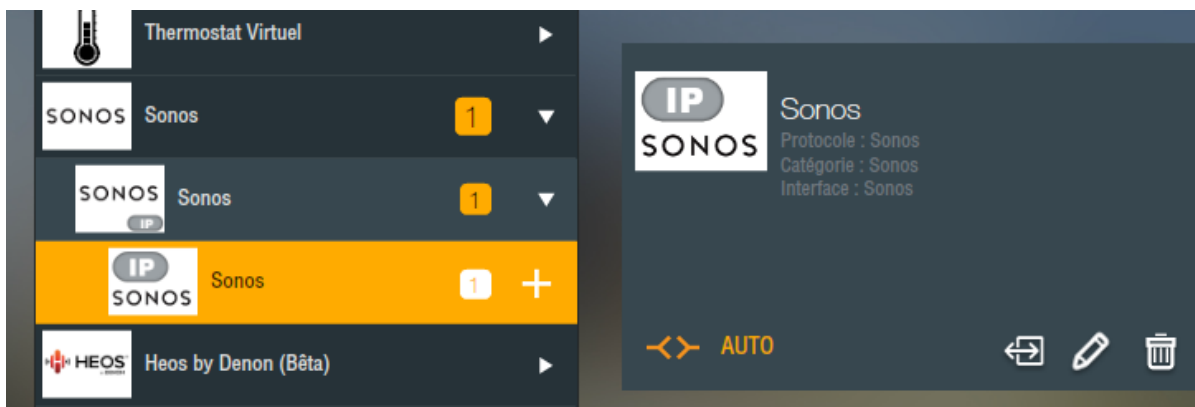 Thermostat Virtuel
SONOS Sonos 1
SONOS IP Sonos 1
IP SONOS Sonos 1
HEOS Heos by Denon (Bêta)
IP
SONOS
Sonos
Protocole : Sonos
Catégorie : Sonos
Interface : Sonos
AUTO